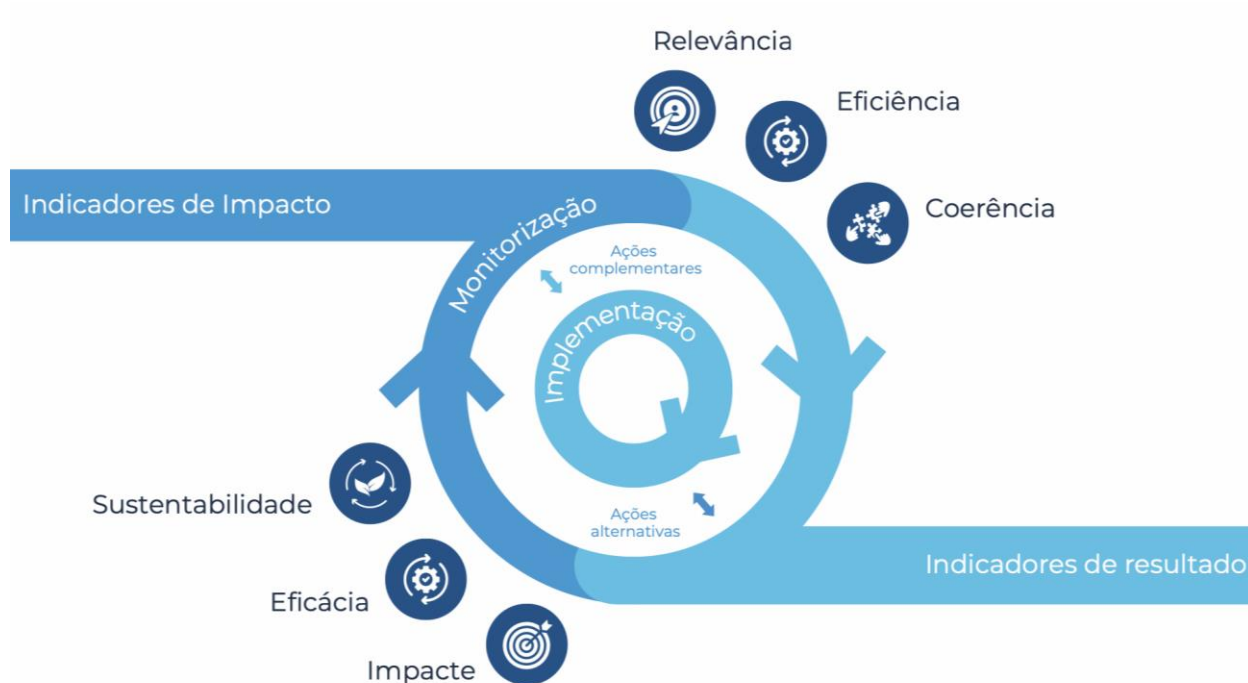 Relevância
Eficiência
Coerência
Indicadores de Impacto
Monitorização
Ações
complementares
Implementação
Ações
alternativas
Sustentabilidade
Eficácia
Impacte
Indicadores de resultado